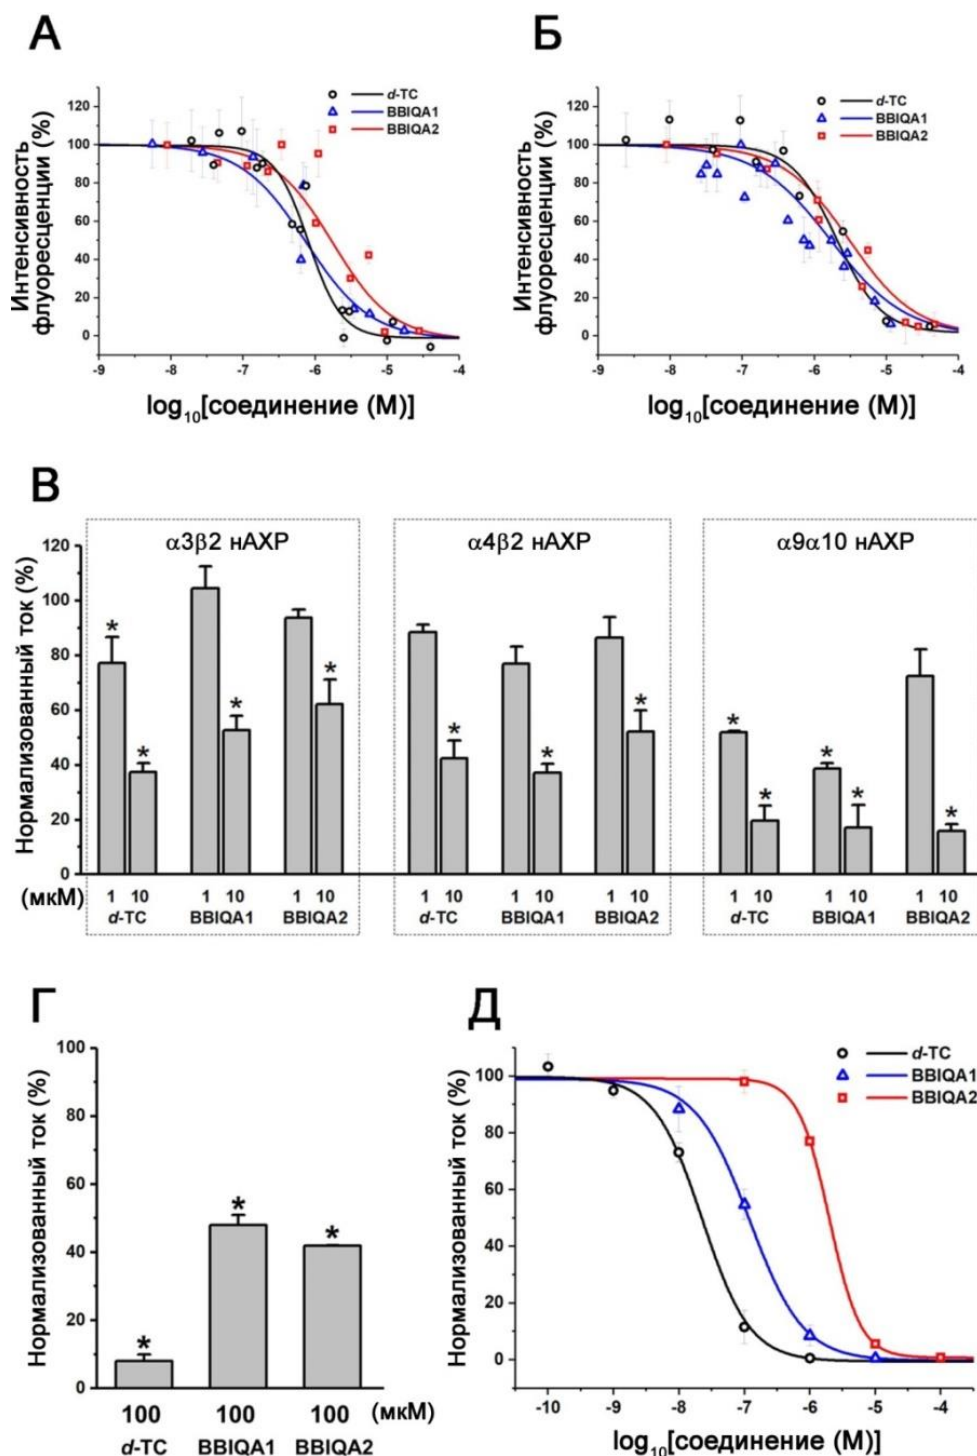 А
Интенсивность
флуоресценции (%)
120
100
80
60
40
20
0
d-TC
BBIQA1
BBIQA2
-9 -8 -7 -6 -5 -4
log10[соединение (М)]
Б
Интенсивность
флуоресценции (%)
120
100
80
60
40
20
0
d-TC
BBIQA1
BBIQA2
-9 -8 -7 -6 -5 -4
log10[соединение (М)]
В
Нормализованный ток (%)
120
100
80
60
40
20
0
α3β2 нАХР
α4β2 нАХР
α9α10 нАХР
* * * *
* * *
* * * * *
(мкМ) 1 10 1 10 1 10 1 10 1 10 1 10 1 10 1 10 1 10
d-TC BBIQA1 BBIQA2 d-TC BBIQA1 BBIQA2 d-TC BBIQA1 BBIQA2
Г
Нормализованный ток (%)
100
80
60
40
20
0
* * *
100 100 100 (мкМ)
d-TC BBIQA1 BBIQA2
Д
Нормализованный ток (%)
100
80
60
40
20
0
d-TC
BBIQA1
BBIQA2
-10 -9 -8 -7 -6 -5 -4
log10[соединение (М)]